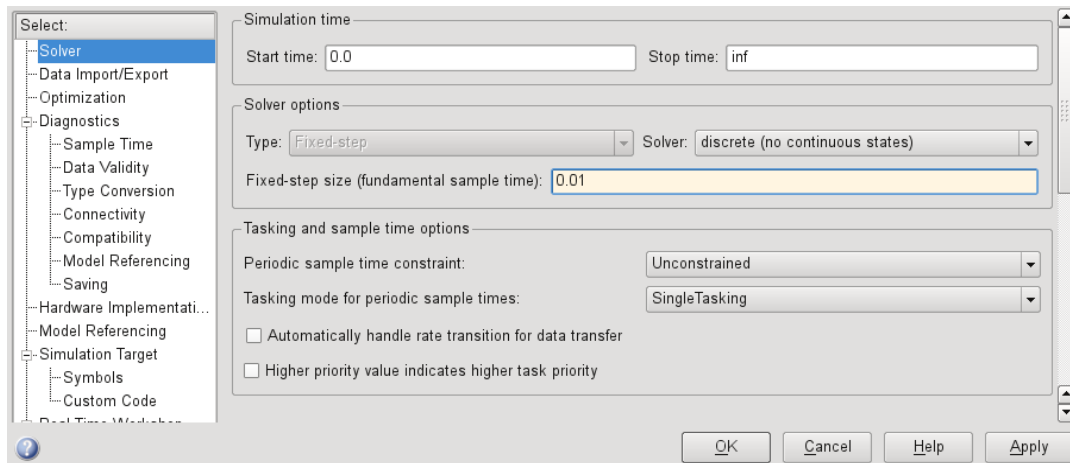 Select:
Solver
Data Import/Export
Optimization
Diagnostics
Sample Time
Data Validity
Type Conversion
Connectivity
Compatibility
Model Referencing
Saving
Hardware Implementati...
Model Referencing
Simulation Target
Symbols
Custom Code
Simulation time
Start time: 0.0 Stop time: inf
Solver options
Type: Fixed-step Solver: discrete (no continuous states)
Fixed-step size (fundamental sample time): 0.01
Tasking and sample time options
Periodic sample time constraint: Unconstrained
Tasking mode for periodic sample times: SingleTasking
Automatically handle rate transition for data transfer
Higher priority value indicates higher task priority
OK Cancel Help Apply